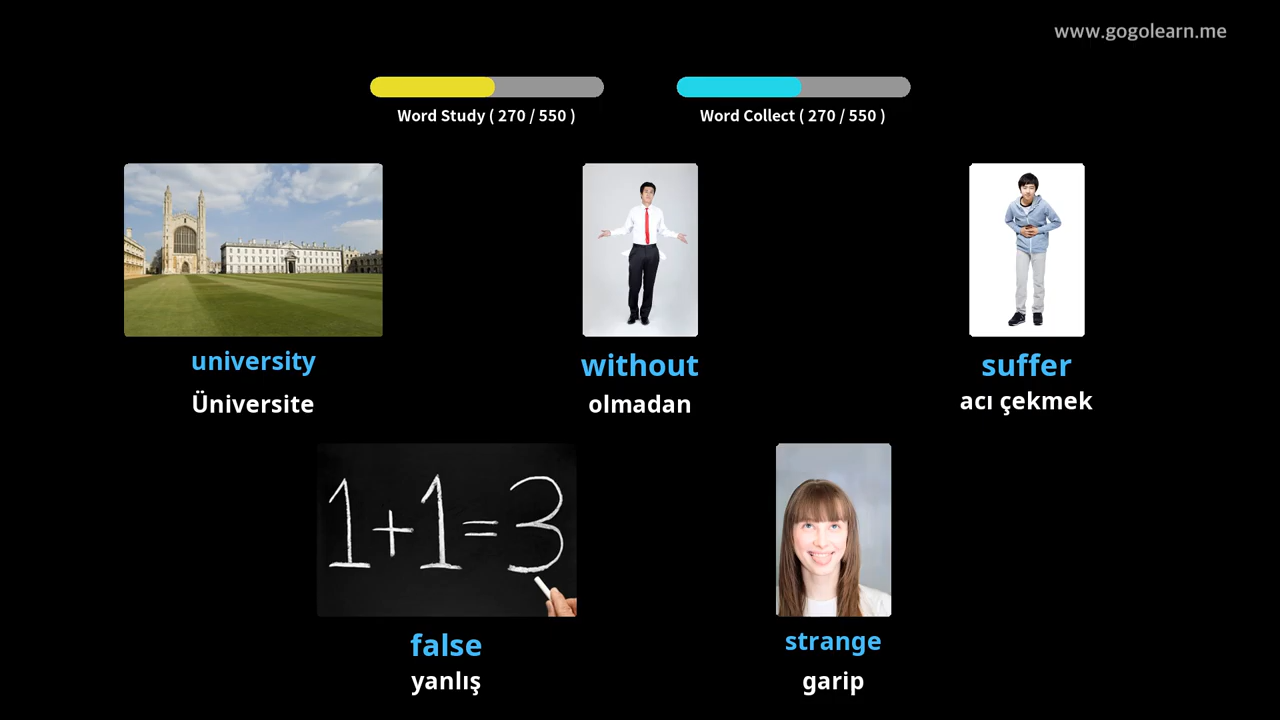 www.gogolearn.me
Word Study ( 270 / 550 )
Word Collect ( 270 / 550 )
university
Üniversite
without
olmadan
suffer
acı çekmek
1+1=3
false
yanlış
strange
garip